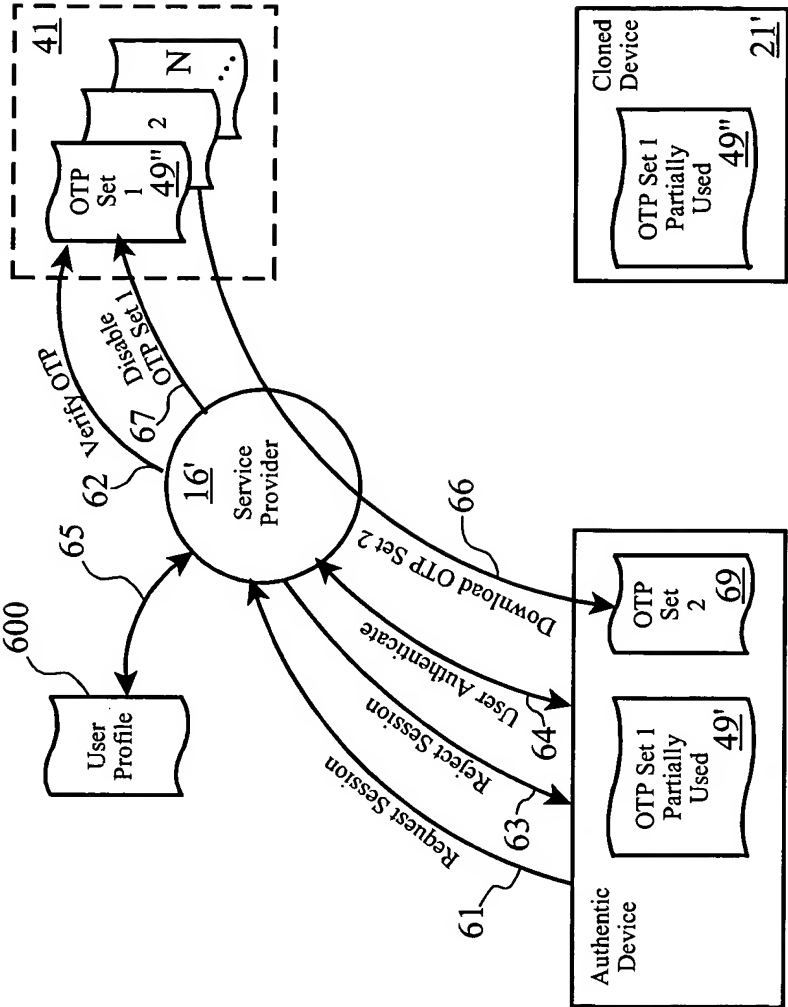 41
OTP
Set
1
49"
2
N
...
Cloned
Device
OTP Set 1
Partially
Used
49"
21'
Verify OTP
62
Disable
OTP Set 1
67
16'
Service
Provider
65
600
User
Profile
Download OTP Set 2
66
User Authenticate
64
Reject Session
63
Request Session
61
Authentic
Device
OTP Set 1
Partially
Used
49'
OTP
Set
2
69